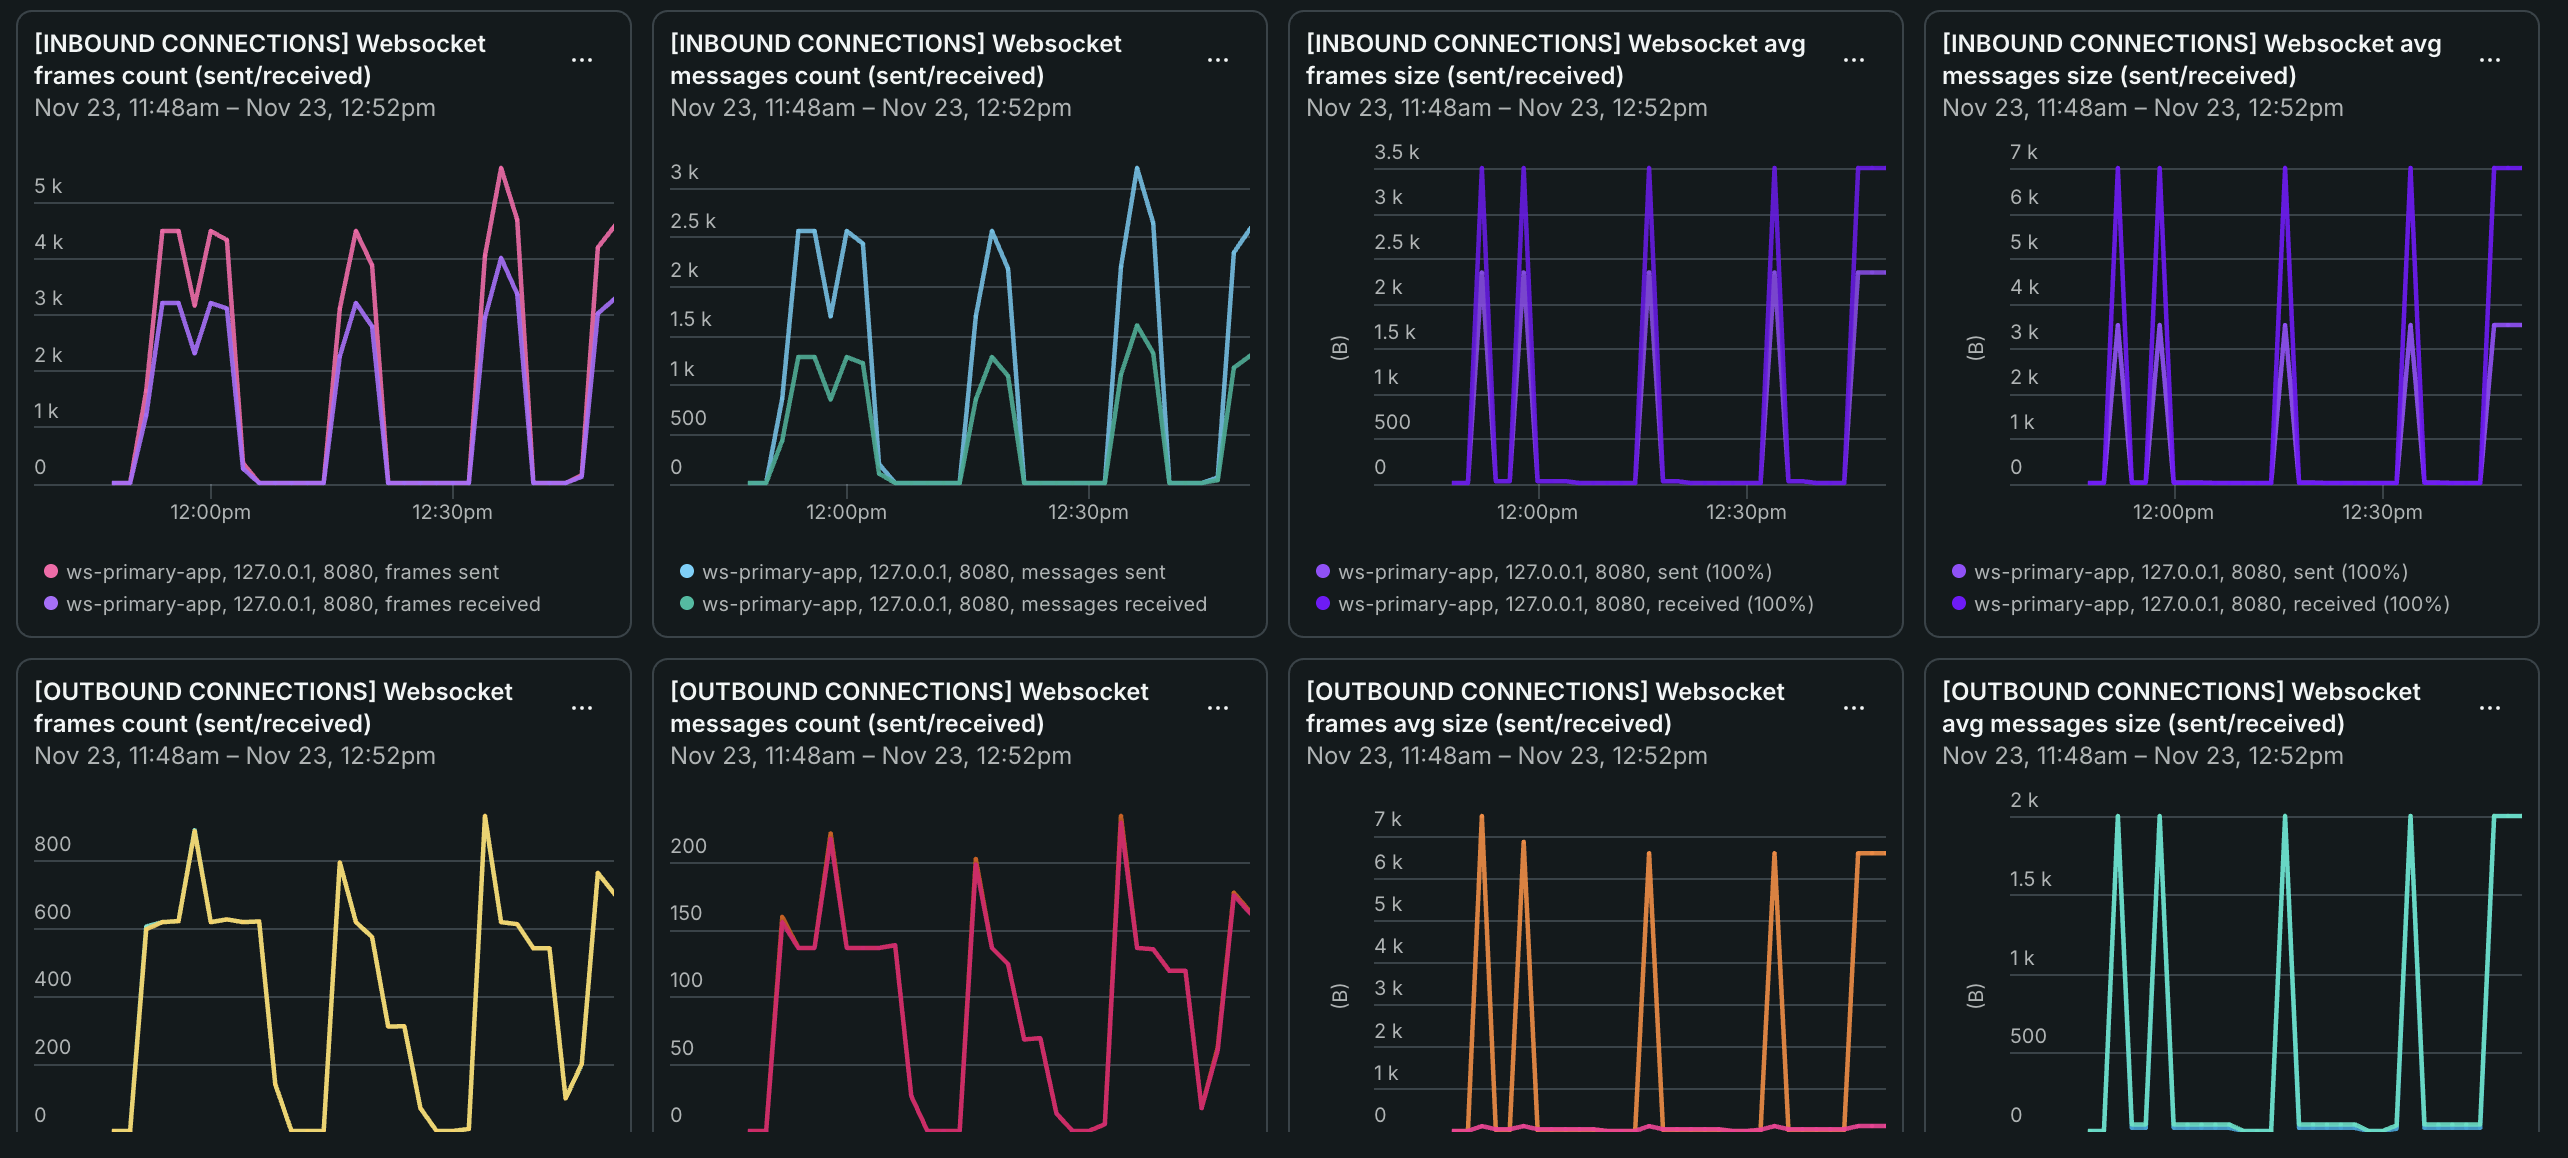 [INBOUND CONNECTIONS] Websocket
frames count (sent/received)
Nov 23, 11:48am – Nov 23, 12:52pm
5 k
4 k
3 k
2 k
1 k
0
12:00pm 12:30pm
ws-primary-app, 127.0.0.1, 8080, frames sent
ws-primary-app, 127.0.0.1, 8080, frames received
[INBOUND CONNECTIONS] Websocket
messages count (sent/received)
Nov 23, 11:48am – Nov 23, 12:52pm
3 k
2.5 k
2 k
1.5 k
1 k
500
0
12:00pm 12:30pm
ws-primary-app, 127.0.0.1, 8080, messages sent
ws-primary-app, 127.0.0.1, 8080, messages received
[INBOUND CONNECTIONS] Websocket avg
frames size (sent/received)
Nov 23, 11:48am – Nov 23, 12:52pm
(B)
3.5 k
3 k
2.5 k
2 k
1.5 k
1 k
500
0
12:00pm 12:30pm
ws-primary-app, 127.0.0.1, 8080, sent (100%)
ws-primary-app, 127.0.0.1, 8080, received (100%)
[INBOUND CONNECTIONS] Websocket avg
messages size (sent/received)
Nov 23, 11:48am – Nov 23, 12:52pm
(B)
7 k
6 k
5 k
4 k
3 k
2 k
1 k
0
12:00pm 12:30pm
ws-primary-app, 127.0.0.1, 8080, sent (100%)
ws-primary-app, 127.0.0.1, 8080, received (100%)
[OUTBOUND CONNECTIONS] Websocket
frames count (sent/received)
Nov 23, 11:48am – Nov 23, 12:52pm
800
600
400
200
0
[OUTBOUND CONNECTIONS] Websocket
messages count (sent/received)
Nov 23, 11:48am – Nov 23, 12:52pm
200
150
100
50
0
[OUTBOUND CONNECTIONS] Websocket
frames avg size (sent/received)
Nov 23, 11:48am – Nov 23, 12:52pm
(B)
7 k
6 k
5 k
4 k
3 k
2 k
1 k
0
[OUTBOUND CONNECTIONS] Websocket
avg messages size (sent/received)
Nov 23, 11:48am – Nov 23, 12:52pm
(B)
2 k
1.5 k
1 k
500
0